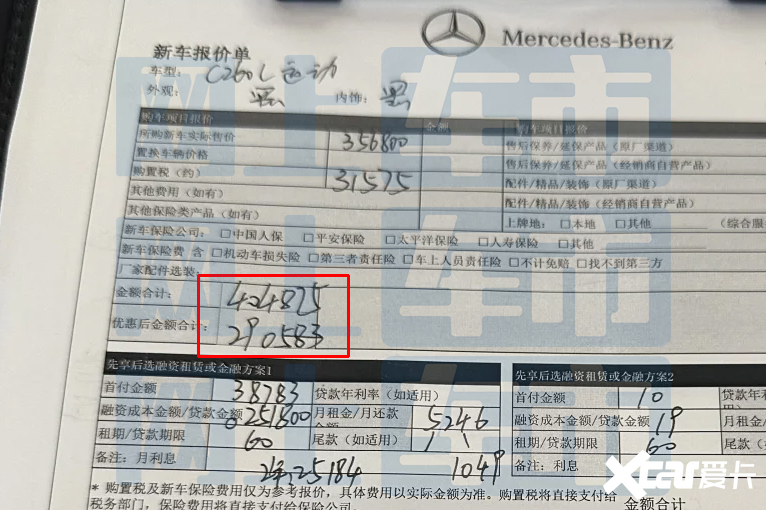 Mercedes-Benz
新车报价单
车型: C260L 运动
外观: 黑 内饰: 黑
购车项目报价 金额 购车项目报价
所购新车实际售价 356800 售后保养/延保产品(原厂渠道)
置换车辆价格 售后保养/延保产品(经销商自营产品)
购置税(约) 31575 配件/精品/装饰(原厂渠道)
其他费用(如有) 配件/精品/装饰(经销商自营产品)
其他保险类产品(如有) 上牌地: □本地 □其他 (综合服
新车保险公司: □中国人保 □平安保险 □太平洋保险 □人寿保险 □其他
新车保险费 含 □机动车损失险 □第三者责任险 □车上人员责任险 □不计免赔 □找不到第三方
厂家配件选装:
金额合计: 424825
优惠后金额合计: 290583
先享后选融资租赁或金融方案1 先享后选融资租赁或金融方案2
首付金额 38783 贷款年利率(如适用) 首付金额 10 贷款年
融资成本金额/贷款金额 251800 月租金/月还款 5246 融资成本金额/贷款金额 19 月租金/
金额
租期/贷款期限 60 尾款(如适用) 租期/贷款期限 60 尾款(
备注: 月利息 25184 1049 备注: 利息
* 购置税及新车保险费用仅为参考报价,具体费用以实际金额为准。购置税将直接支付给 金额合计
税务部门,保险费用将直接支付给保险公司。
网上车市
网上车市
Xcar爱卡